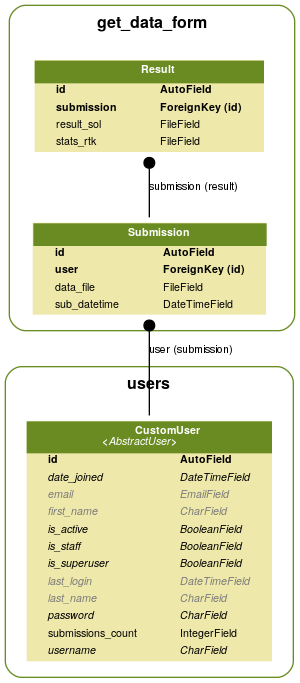 get_data_form
Result
id AutoField
submission ForeignKey (id)
result_sol FileField
stats_rtk FileField
submission (result)
Submission
id AutoField
user ForeignKey (id)
data_file FileField
sub_datetime DateTimeField
user (submission)
users
CustomUser
<AbstractUser>
id AutoField
date_joined DateTimeField
email EmailField
first_name CharField
is_active BooleanField
is_staff BooleanField
is_superuser BooleanField
last_login DateTimeField
last_name CharField
password CharField
submissions_count IntegerField
username CharField